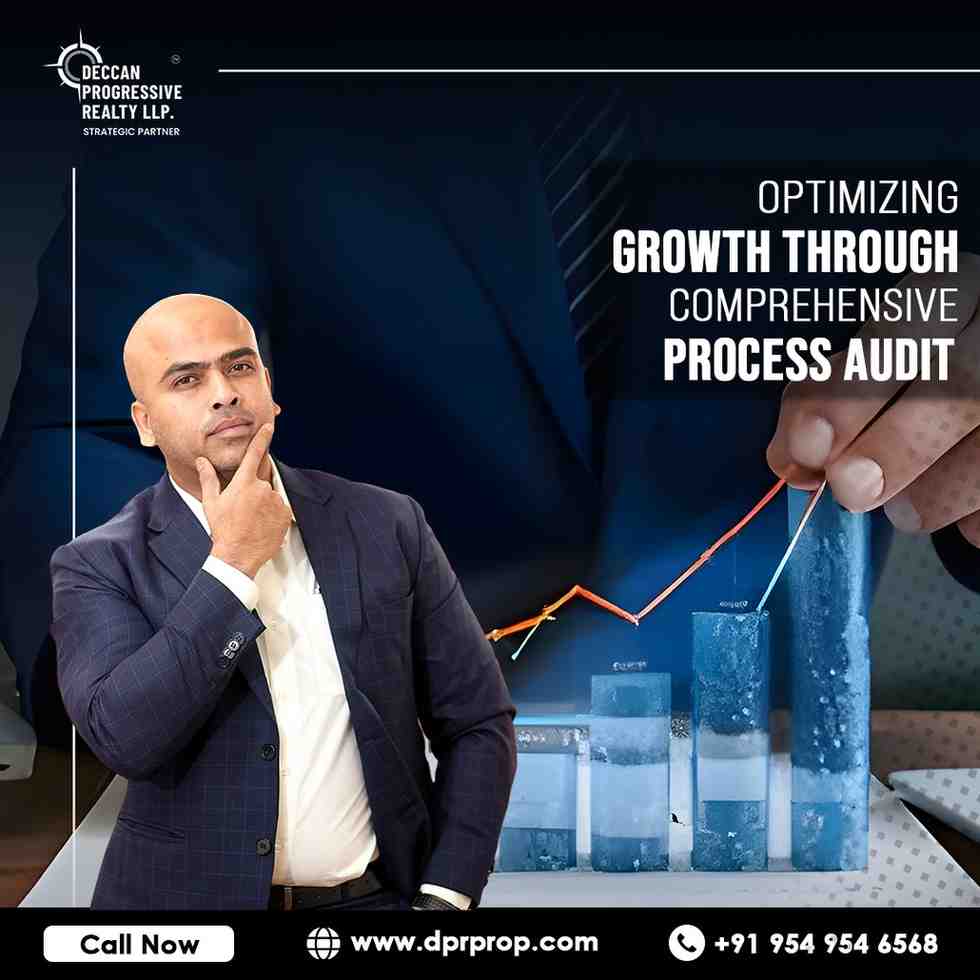 DECCAN
PROGRESSIVE
REALTY LLP.
STRATEGIC PARTNER
OPTIMIZING
GROWTH THROUGH
COMPREHENSIVE
PROCESS AUDIT
Call Now
www.dprprop.com
+91 954 954 6568